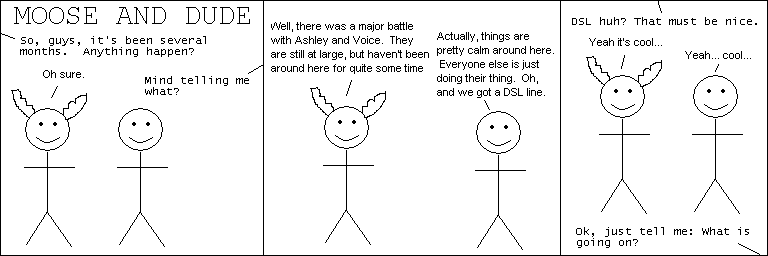 MOOSE AND DUDE
So, guys, it's been several
months.  Anything happen?
Oh sure.
Mind telling me
what?
Well, there was a major battle
with Ashley and Voice.  They
are still at large, but haven't been
around here for quite some time
Actually, things are
pretty calm around here.
Everyone else is just
doing their thing.  Oh,
and we got a DSL line.
DSL huh? That must be nice.
Yeah it's cool...
Yeah... cool...
Ok, just tell me: What is
going on?